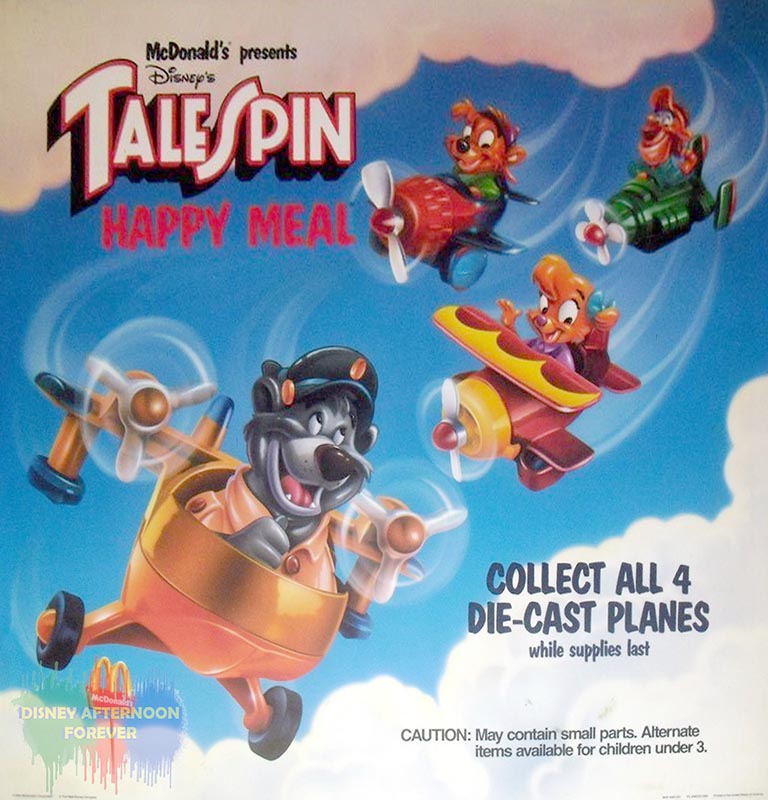 McDonald's® presents
DISNEY'S
TALESPIN
HAPPY MEAL
COLLECT ALL 4
DIE-CAST PLANES
while supplies last
McDonald's
DISNEY AFTERNOON
FOREVER
CAUTION: May contain small parts. Alternate
items available for children under 3.